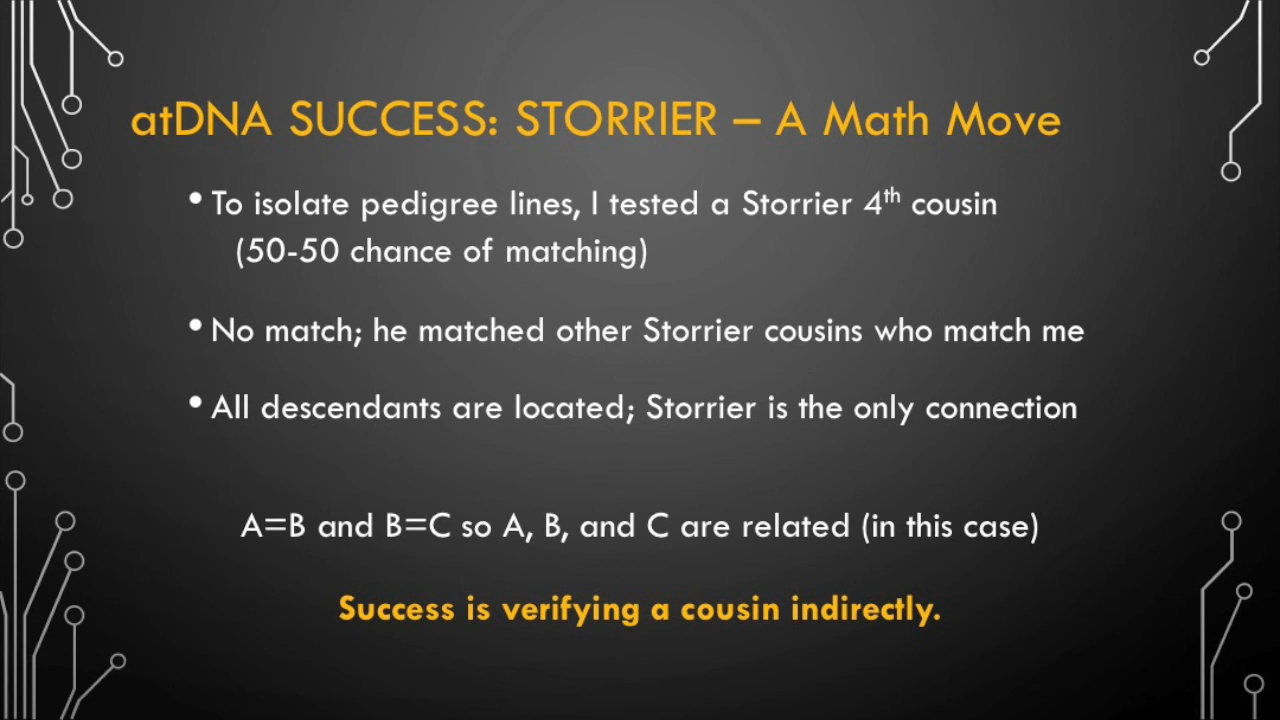 atDNA SUCCESS: STORRIER – A Math Move
• To isolate pedigree lines, I tested a Storrier 4th cousin
(50-50 chance of matching)
• No match; he matched other Storrier cousins who match me
• All descendants are located; Storrier is the only connection
A=B and B=C so A, B, and C are related (in this case)
Success is verifying a cousin indirectly.